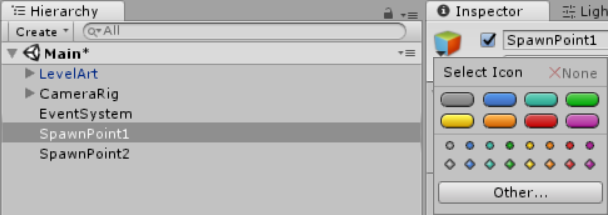 Hierarchy
Create
All
Main*
LevelArt
CameraRig
EventSystem
SpawnPoint1
SpawnPoint2
Inspector
Ligh
SpawnPoint1
Select Icon
None
Other...